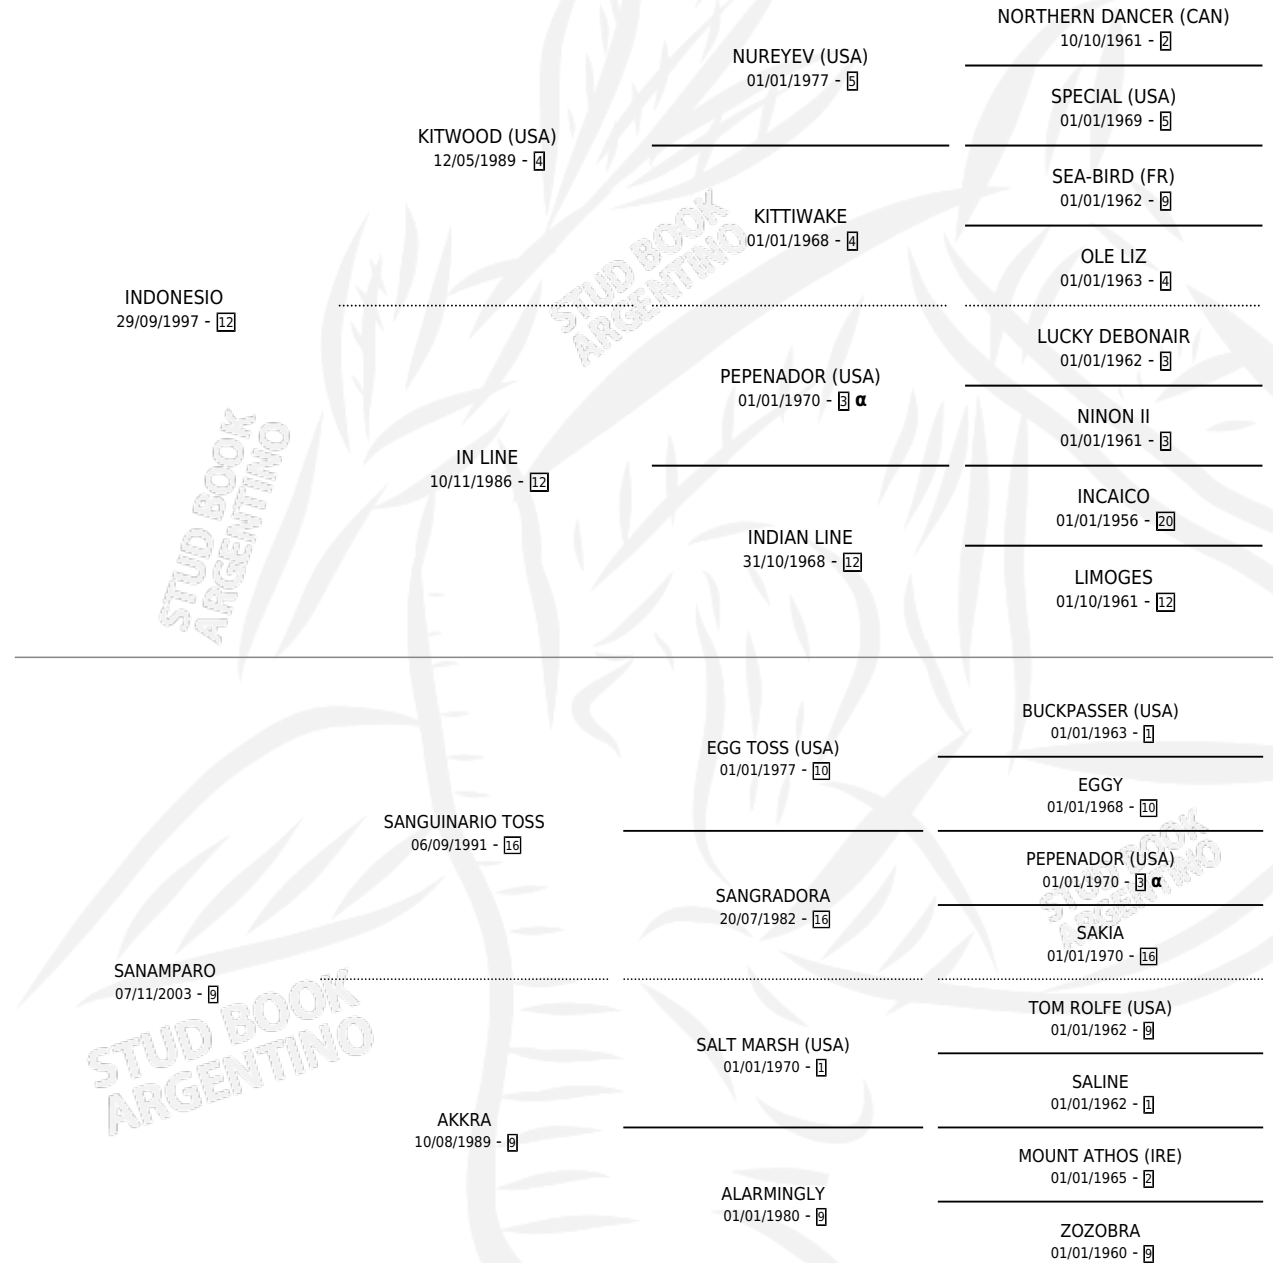 NORTHERN DANCER (CAN)
10/10/1961 - 2
NUREYEV (USA)
01/01/1977 - 5
SPECIAL (USA)
01/01/1969 - 5
KITWOOD (USA)
12/05/1989 - 4
SEA-BIRD (FR)
01/01/1962 - 9
KITTIWAKE
01/01/1968 - 4
OLE LIZ
01/01/1963 - 4
INDONESIO
29/09/1997 - 12
LUCKY DEBONAIR
01/01/1962 - 3
PEPENADOR (USA)
01/01/1970 - 3 α
NINON II
01/01/1961 - 3
IN LINE
10/11/1986 - 12
INCAICO
01/01/1956 - 20
INDIAN LINE
31/10/1968 - 12
LIMOGES
01/10/1961 - 12
BUCKPASSER (USA)
01/01/1963 - 1
EGG TOSS (USA)
01/01/1977 - 10
EGGY
01/01/1968 - 10
SANGUINARIO TOSS
06/09/1991 - 16
PEPENADOR (USA)
01/01/1970 - 3 α
SANGRADORA
20/07/1982 - 16
SAKIA
01/01/1970 - 16
SANAMPARO
07/11/2003 - 9
TOM ROLFE (USA)
01/01/1962 - 9
SALT MARSH (USA)
01/01/1970 - 1
SALINE
01/01/1962 - 1
AKKRA
10/08/1989 - 9
MOUNT ATHOS (IRE)
01/01/1965 - 2
ALARMINGLY
01/01/1980 - 9
ZOZOBRA
01/01/1960 - 9
STUD BOOK
ARGENTINO
STUD BOOK
ARGENTINO
STUD BOOK
ARGENTINO
STUD BOOK
ARGENTINO